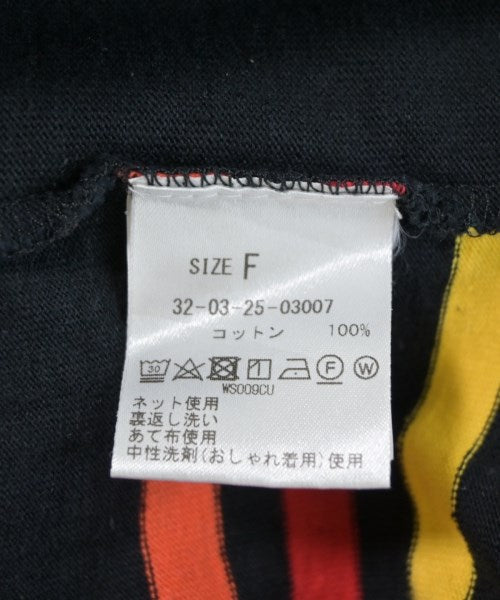 SIZE F
32-03-25-03007
コットン 100%
30 F W
WS009CU
ネット使用
裏返し洗い
あて布使用
中性洗剤(おしゃれ着用)使用